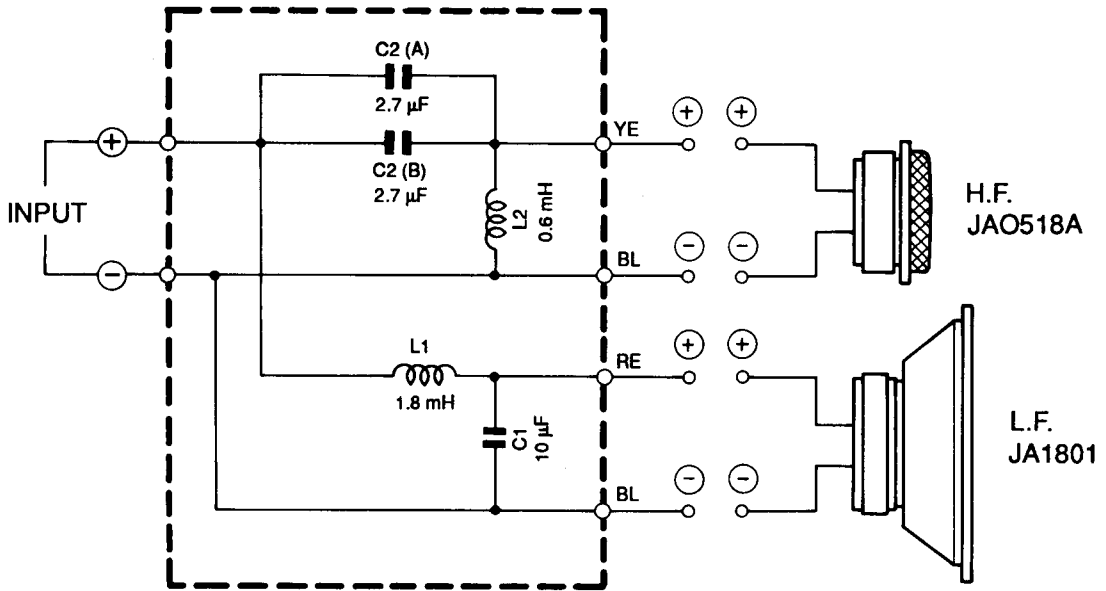 C2 (A)
2.7 µF
C2 (B)
2.7 µF
INPUT
+
−
L2
0.6 mH
YE
+ +
BL
− −
H.F.
JAO518A
L1
1.8 mH
C1
10 µF
RE
+ +
BL
− −
L.F.
JA1801